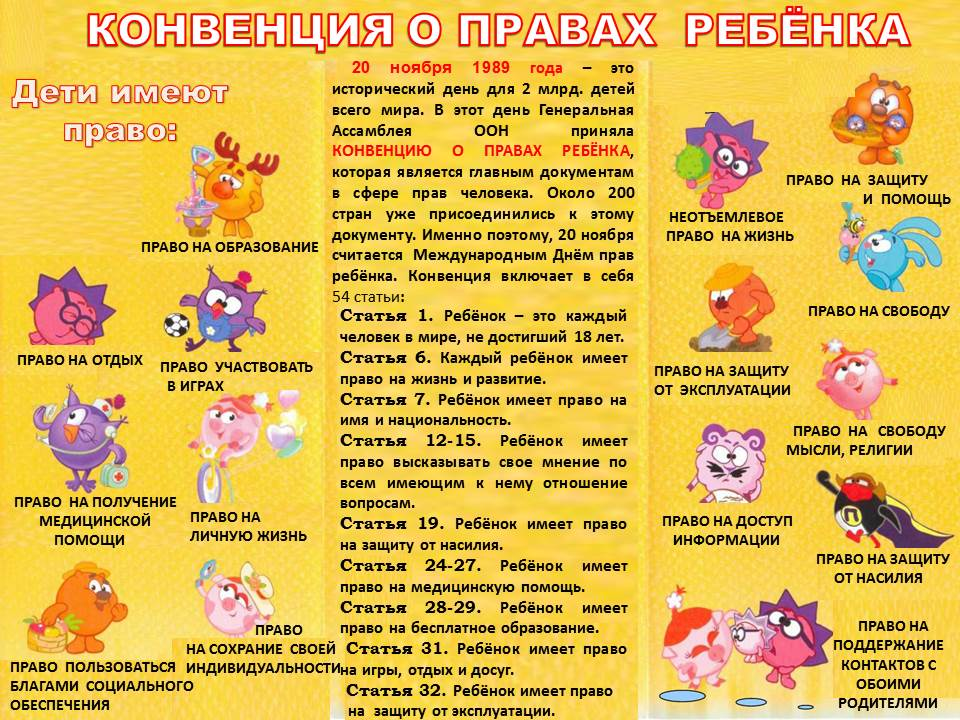 КОНВЕНЦИЯ О ПРАВАХ РЕБЁНКА
Дети имеют
право:
ПРАВО НА ОБРАЗОВАНИЕ
ПРАВО НА ОТДЫХ
ПРАВО УЧАСТВОВАТЬ
В ИГРАХ
ПРАВО НА ПОЛУЧЕНИЕ
МЕДИЦИНСКОЙ
ПОМОЩИ
ПРАВО НА
ЛИЧНУЮ ЖИЗНЬ
ПРАВО ПОЛЬЗОВАТЬСЯ
БЛАГАМИ СОЦИАЛЬНОГО
ОБЕСПЕЧЕНИЯ
ПРАВО
НА СОХРАНИЕ СВОЕЙ
ИНДИВИДУАЛЬНОСТИ
20 ноября 1989 года – это
исторический день для 2 млрд. детей
всего мира. В этот день Генеральная
Ассамблея ООН приняла
КОНВЕНЦИЮ О ПРАВАХ РЕБЁНКА,
которая является главным документам
в сфере прав человека. Около 200
стран уже присоединились к этому
документу. Именно поэтому, 20 ноября
считается Международным Днём прав
ребёнка. Конвенция включает в себя
54 статьи:
Статья 1. Ребёнок – это каждый
человек в мире, не достигший 18 лет.
Статья 6. Каждый ребёнок имеет
право на жизнь и развитие.
Статья 7. Ребёнок имеет право на
имя и национальность.
Статья 12-15. Ребёнок имеет
право высказывать свое мнение по
всем имеющим к нему отношение
вопросам.
Статья 19. Ребёнок имеет право
на защиту от насилия.
Статья 24-27. Ребёнок имеет
право на медицинскую помощь.
Статья 28-29. Ребёнок имеет
право на бесплатное образование.
Статья 31. Ребёнок имеет право
на игры, отдых и досуг.
Статья 32. Ребёнок имеет право
на защиту от эксплуатации.
НЕОТЪЕМЛЕВОЕ
ПРАВО НА ЖИЗНЬ
ПРАВО НА ЗАЩИТУ
И ПОМОЩЬ
ПРАВО НА СВОБОДУ
ПРАВО НА ЗАЩИТУ
ОТ ЭКСПЛУАТАЦИИ
ПРАВО НА СВОБОДУ
МЫСЛИ, РЕЛИГИИ
ПРАВО НА ДОСТУП
ИНФОРМАЦИИ
П
ПРАВО НА ЗАЩИТУ
ОТ НАСИЛИЯ
ПРАВО НА
ПОДДЕРЖАНИЕ
КОНТАКТОВ С
ОБОИМИ
РОДИТЕЛЯМИ